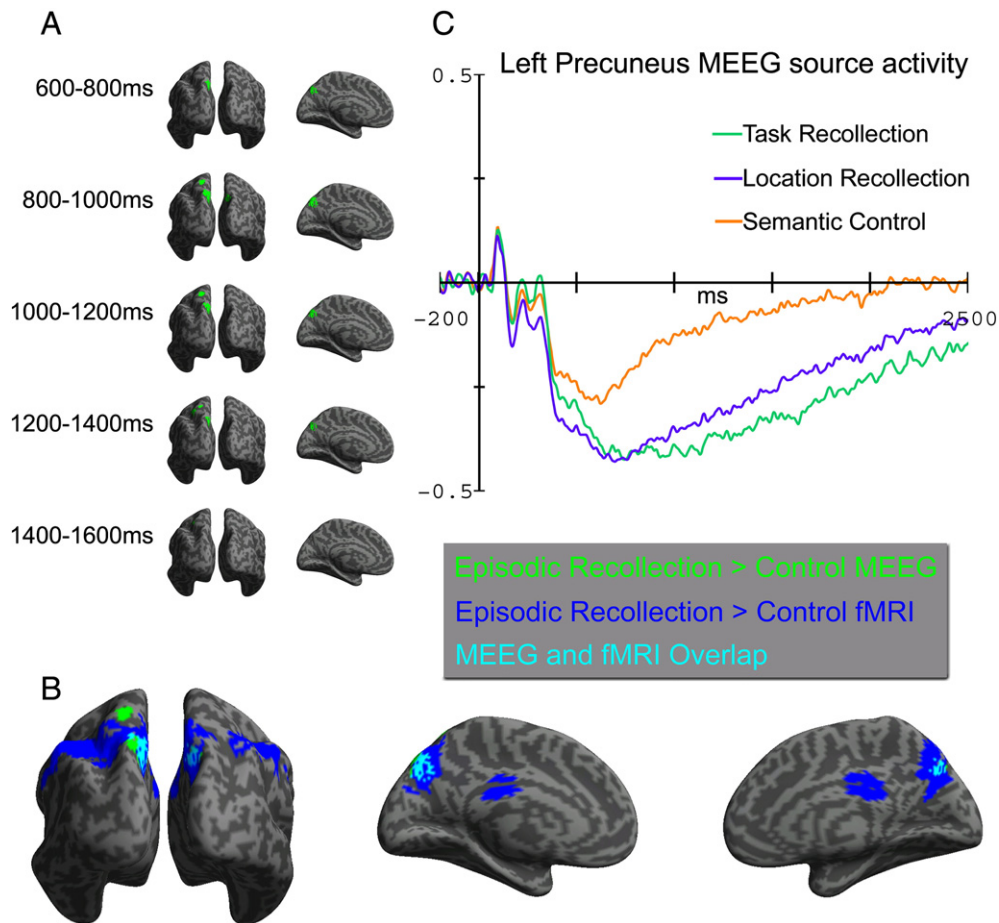 A
600-800ms
800-1000ms
1000-1200ms
1200-1400ms
1400-1600ms
C
Left Precuneus MEEG source activity
0.5
Task Recollection
Location Recollection
Semantic Control
ms
-200
2500
-0.5
Episodic Recollection > Control MEEG
Episodic Recollection > Control fMRI
MEEG and fMRI Overlap
B